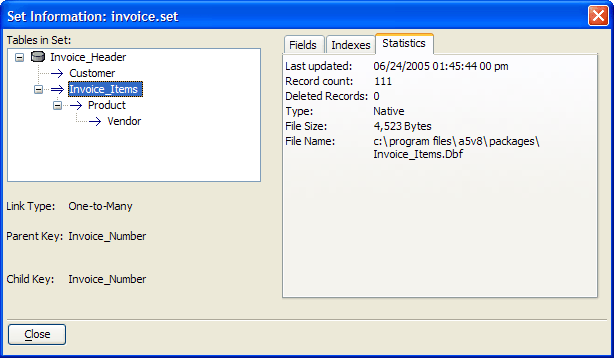 Set Information: invoice.set
Tables in Set:
Invoice_Header
Customer
Invoice_Items
Product
Vendor
Link Type: One-to-Many
Parent Key: Invoice_Number
Child Key: Invoice_Number
Fields Indexes Statistics
Last updated: 06/24/2005 01:45:44 00 pm
Record count: 111
Deleted Records: 0
Type: Native
File Size: 4,523 Bytes
File Name: c:\program files\a5v8\packages\
Invoice_Items.Dbf
Close